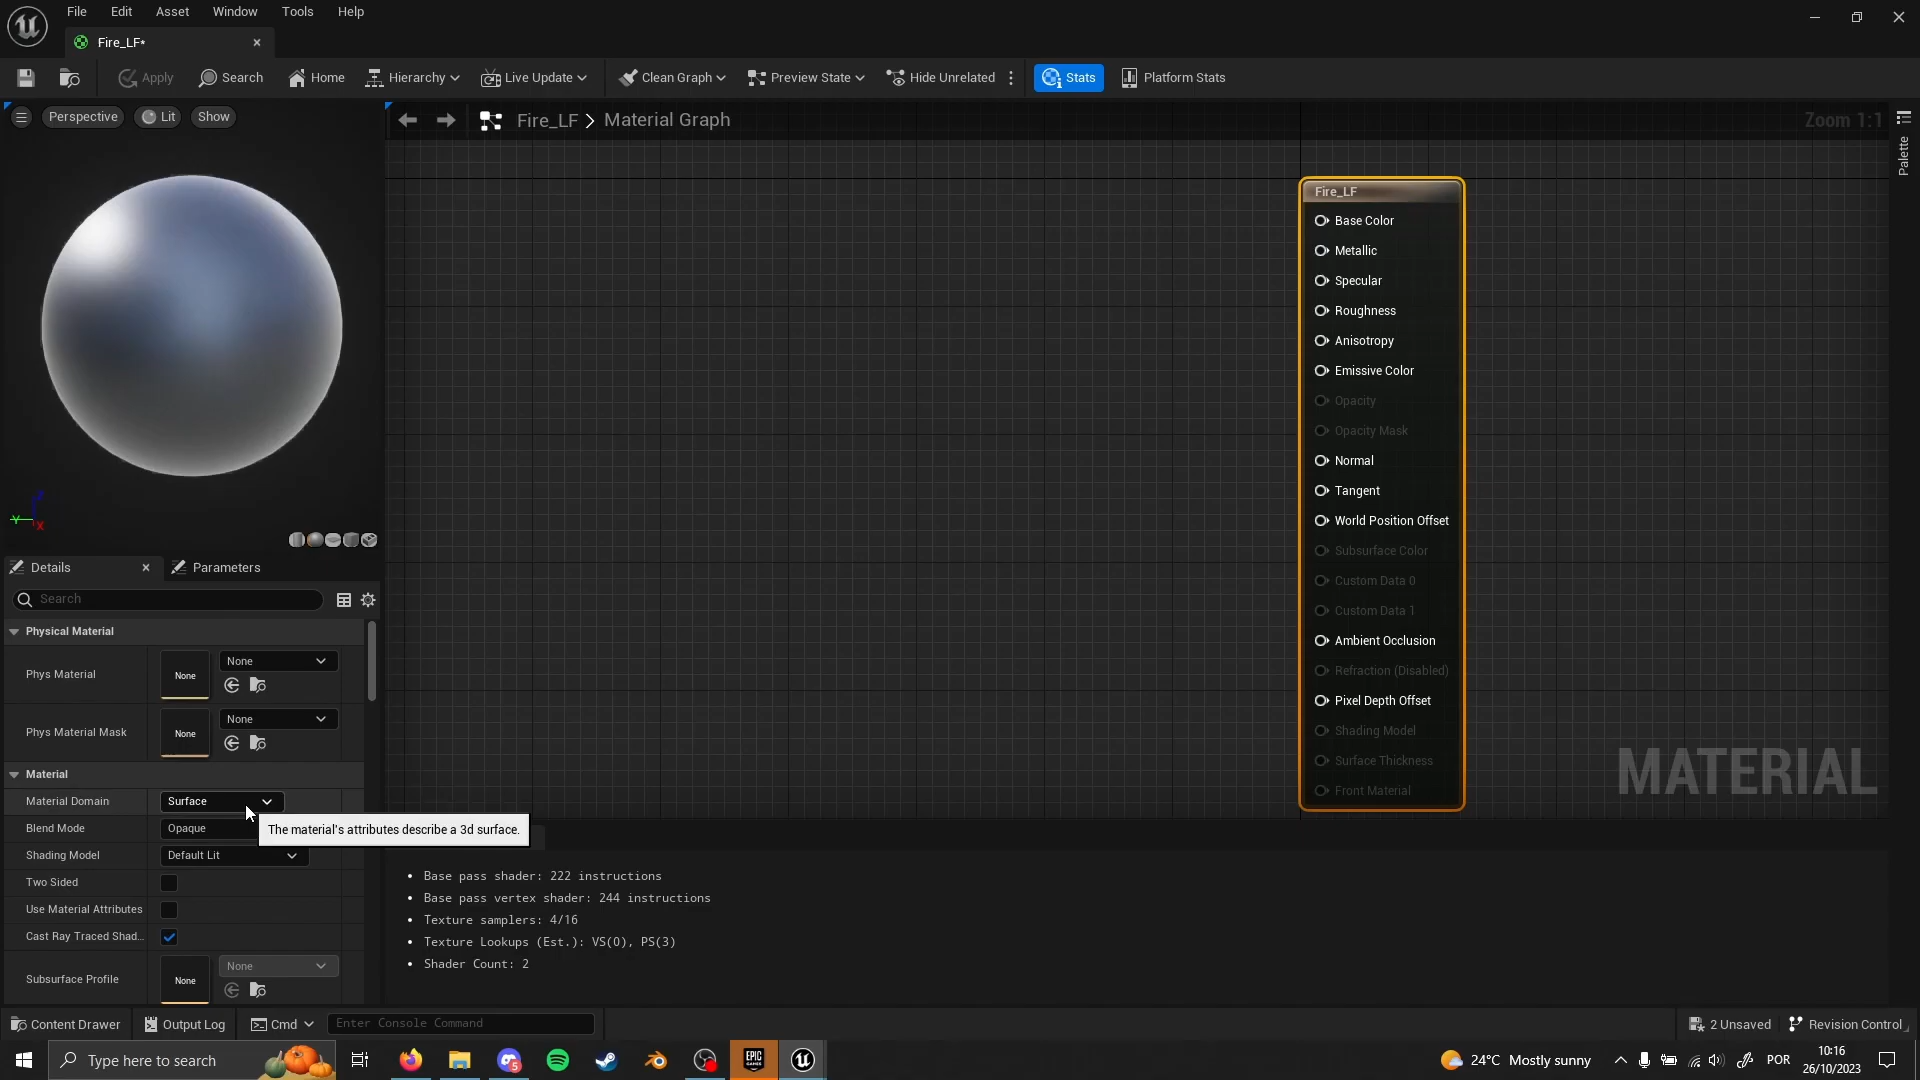 File Edit Asset Window Tools Help
Fire_LF*
Apply Search Home Hierarchy Live Update Clean Graph Preview State Hide Unrelated Stats Platform Stats
Perspective Lit Show
Fire_LF > Material Graph
Zoom 1:1
Palette
Fire_LF
Base Color
Metallic
Specular
Roughness
Anisotropy
Emissive Color
Opacity
Opacity Mask
Normal
Tangent
World Position Offset
Subsurface Color
Custom Data 0
Custom Data 1
Ambient Occlusion
Refraction (Disabled)
Pixel Depth Offset
Shading Model
Surface Thickness
Front Material
MATERIAL
Y X
Details Parameters
Search
Physical Material
Phys Material None None
Phys Material Mask None None
Material
Material Domain Surface
The material's attributes describe a 3d surface.
Blend Mode Opaque
Shading Model Default Lit
Two Sided
Use Material Attributes
Cast Ray Traced Shad...
Subsurface Profile None None
• Base pass shader: 222 instructions
• Base pass vertex shader: 244 instructions
• Texture samplers: 4/16
• Texture Lookups (Est.): VS(0), PS(3)
• Shader Count: 2
Content Drawer Output Log Cmd Enter Console Command 2 Unsaved Revision Control
Type here to search 5 EPIC GAMES 24°C Mostly sunny POR 10:16
26/10/2023